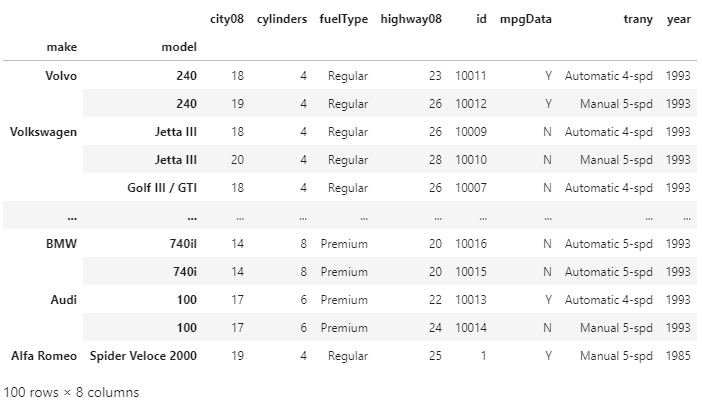 city08 cylinders fuelType highway08 id mpgData trany year
make model
Volvo 240 18 4 Regular 23 10011 Y Automatic 4-spd 1993
240 19 4 Regular 26 10012 Y Manual 5-spd 1993
Volkswagen Jetta III 18 4 Regular 26 10009 N Automatic 4-spd 1993
Jetta III 20 4 Regular 28 10010 N Manual 5-spd 1993
Golf III / GTI 18 4 Regular 26 10007 N Automatic 4-spd 1993
... ... ... ... ... ... ... ... ... ...
BMW 740il 14 8 Premium 20 10016 N Automatic 5-spd 1993
740i 14 8 Premium 20 10015 N Automatic 5-spd 1993
Audi 100 17 6 Premium 22 10013 Y Automatic 4-spd 1993
100 17 6 Premium 24 10014 N Manual 5-spd 1993
Alfa Romeo Spider Veloce 2000 19 4 Regular 25 1 Y Manual 5-spd 1985
100 rows × 8 columns